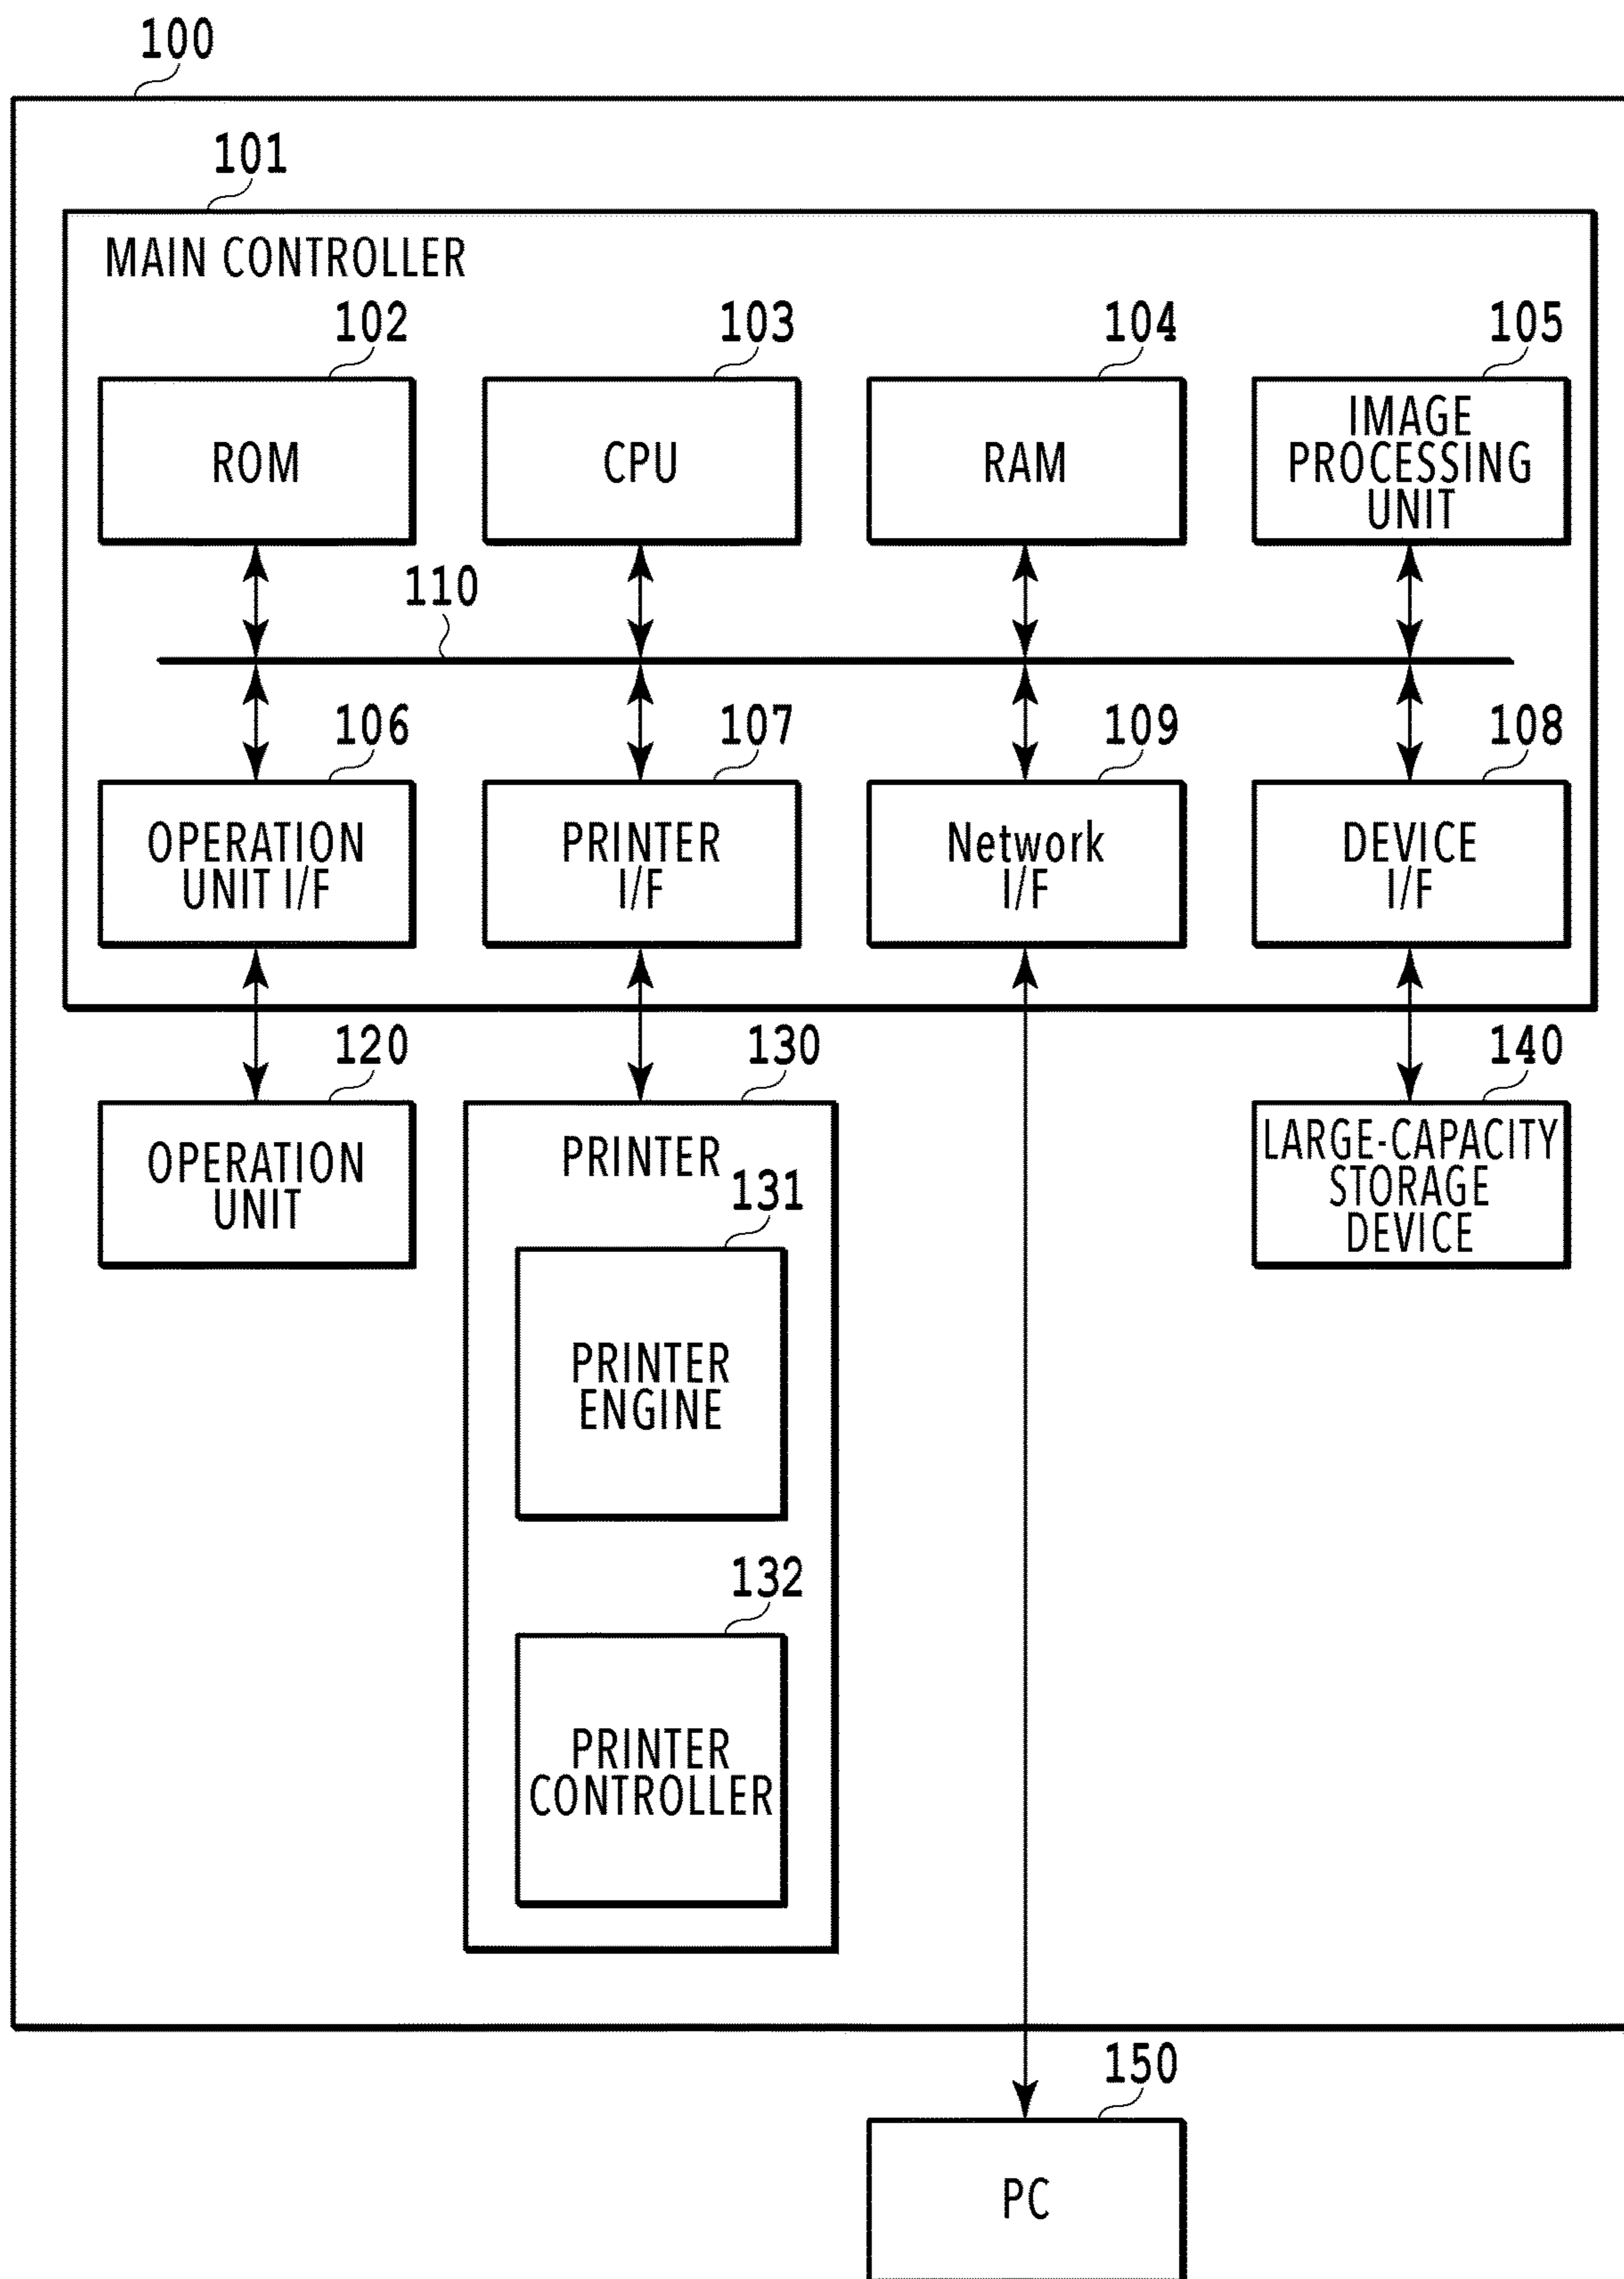 100
101
MAIN CONTROLLER
102
103
104
105
ROM
CPU
RAM
IMAGE
PROCESSING
UNIT
110
106
107
109
108
OPERATION
UNIT I/F
PRINTER
I/F
Network
I/F
DEVICE
I/F
120
130
140
OPERATION
UNIT
PRINTER
LARGE-CAPACITY
STORAGE
DEVICE
131
PRINTER
ENGINE
132
PRINTER
CONTROLLER
150
PC